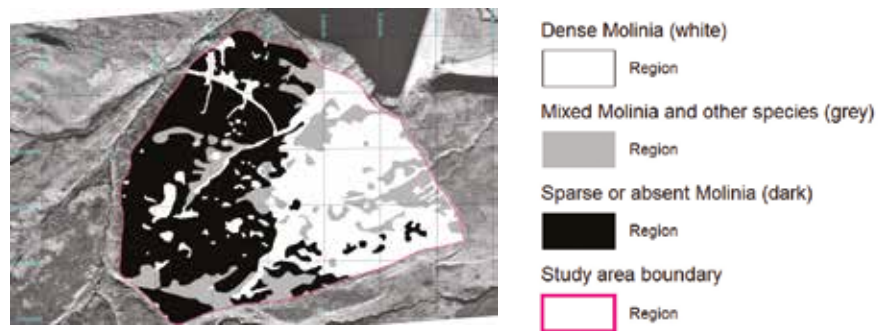 Dense Molinia (white)
Region
Mixed Molinia and other species (grey)
Region
Sparse or absent Molinia (dark)
Region
Study area boundary
Region